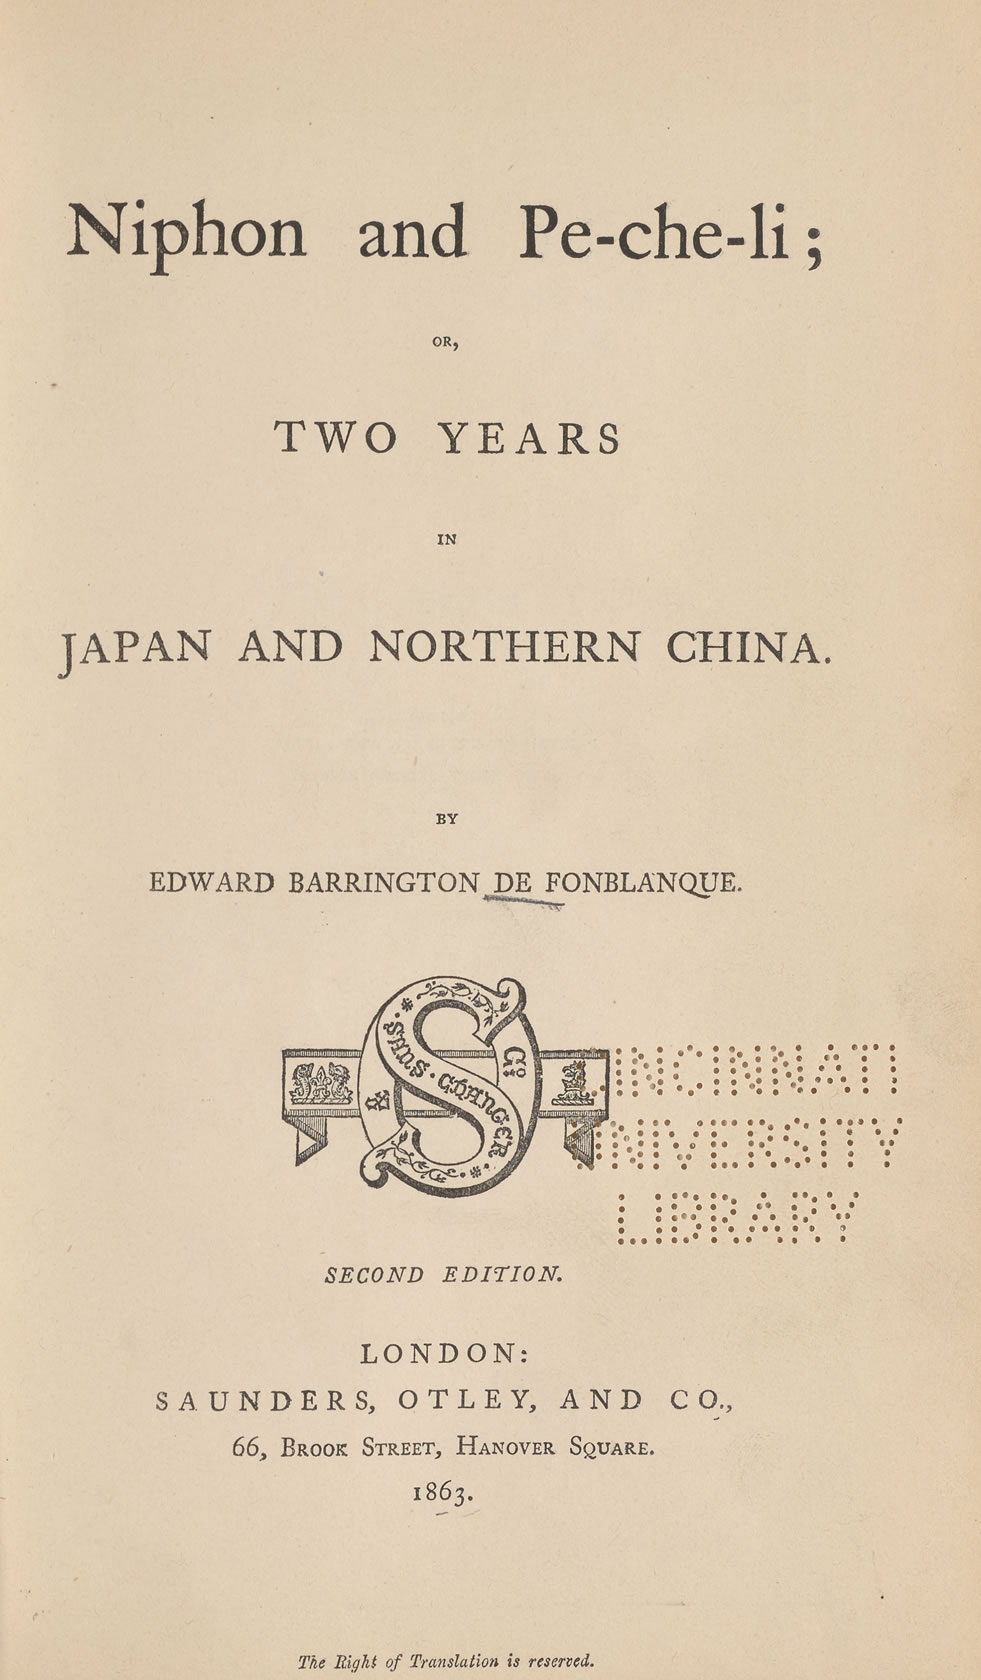 Niphon and Pe-che-li;
OR,
TWO YEARS
IN
JAPAN AND NORTHERN CHINA.
BY
EDWARD BARRINGTON DE FONBLANQUE.
SANS · CHANGER
& Co
CINCINNATI
UNIVERSITY
LIBRARY
SECOND EDITION.
LONDON:
SAUNDERS, OTLEY, AND CO.,
66, BROOK STREET, HANOVER SQUARE.
1863.
The Right of Translation is reserved.